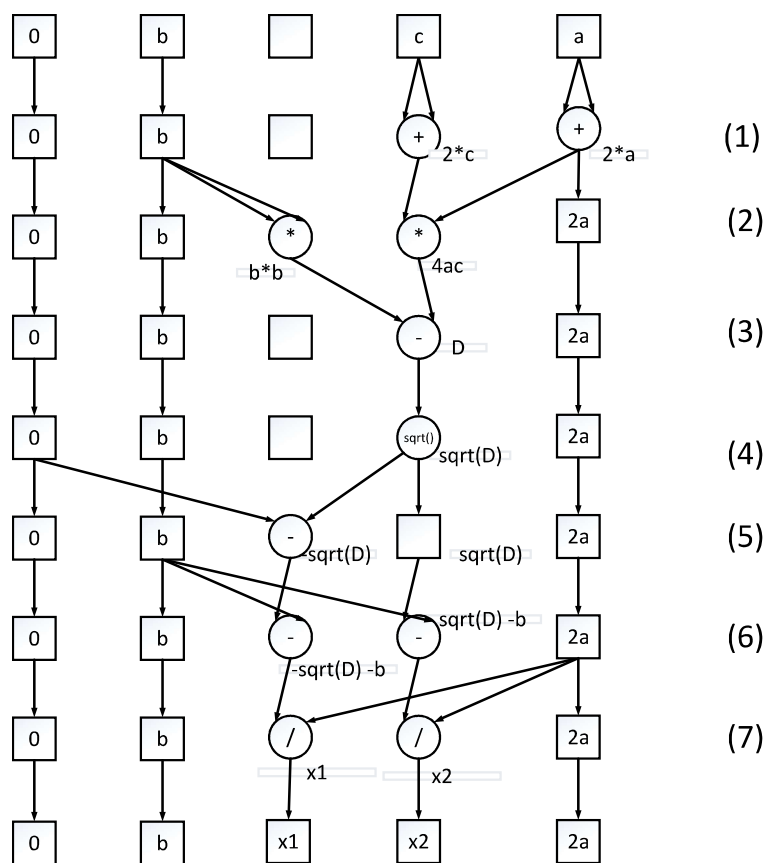 0 b c a
0 b + + (1)
2*c 2*a
0 b * * 2a (2)
b*b 4ac
0 b - 2a (3)
D
0 b sqrt() 2a (4)
sqrt(D)
0 b - 2a (5)
-sqrt(D) sqrt(D)
sqrt(D) -b
0 b - - 2a (6)
-sqrt(D) -b
0 b / / 2a (7)
x1 x2
0 b x1 x2 2a